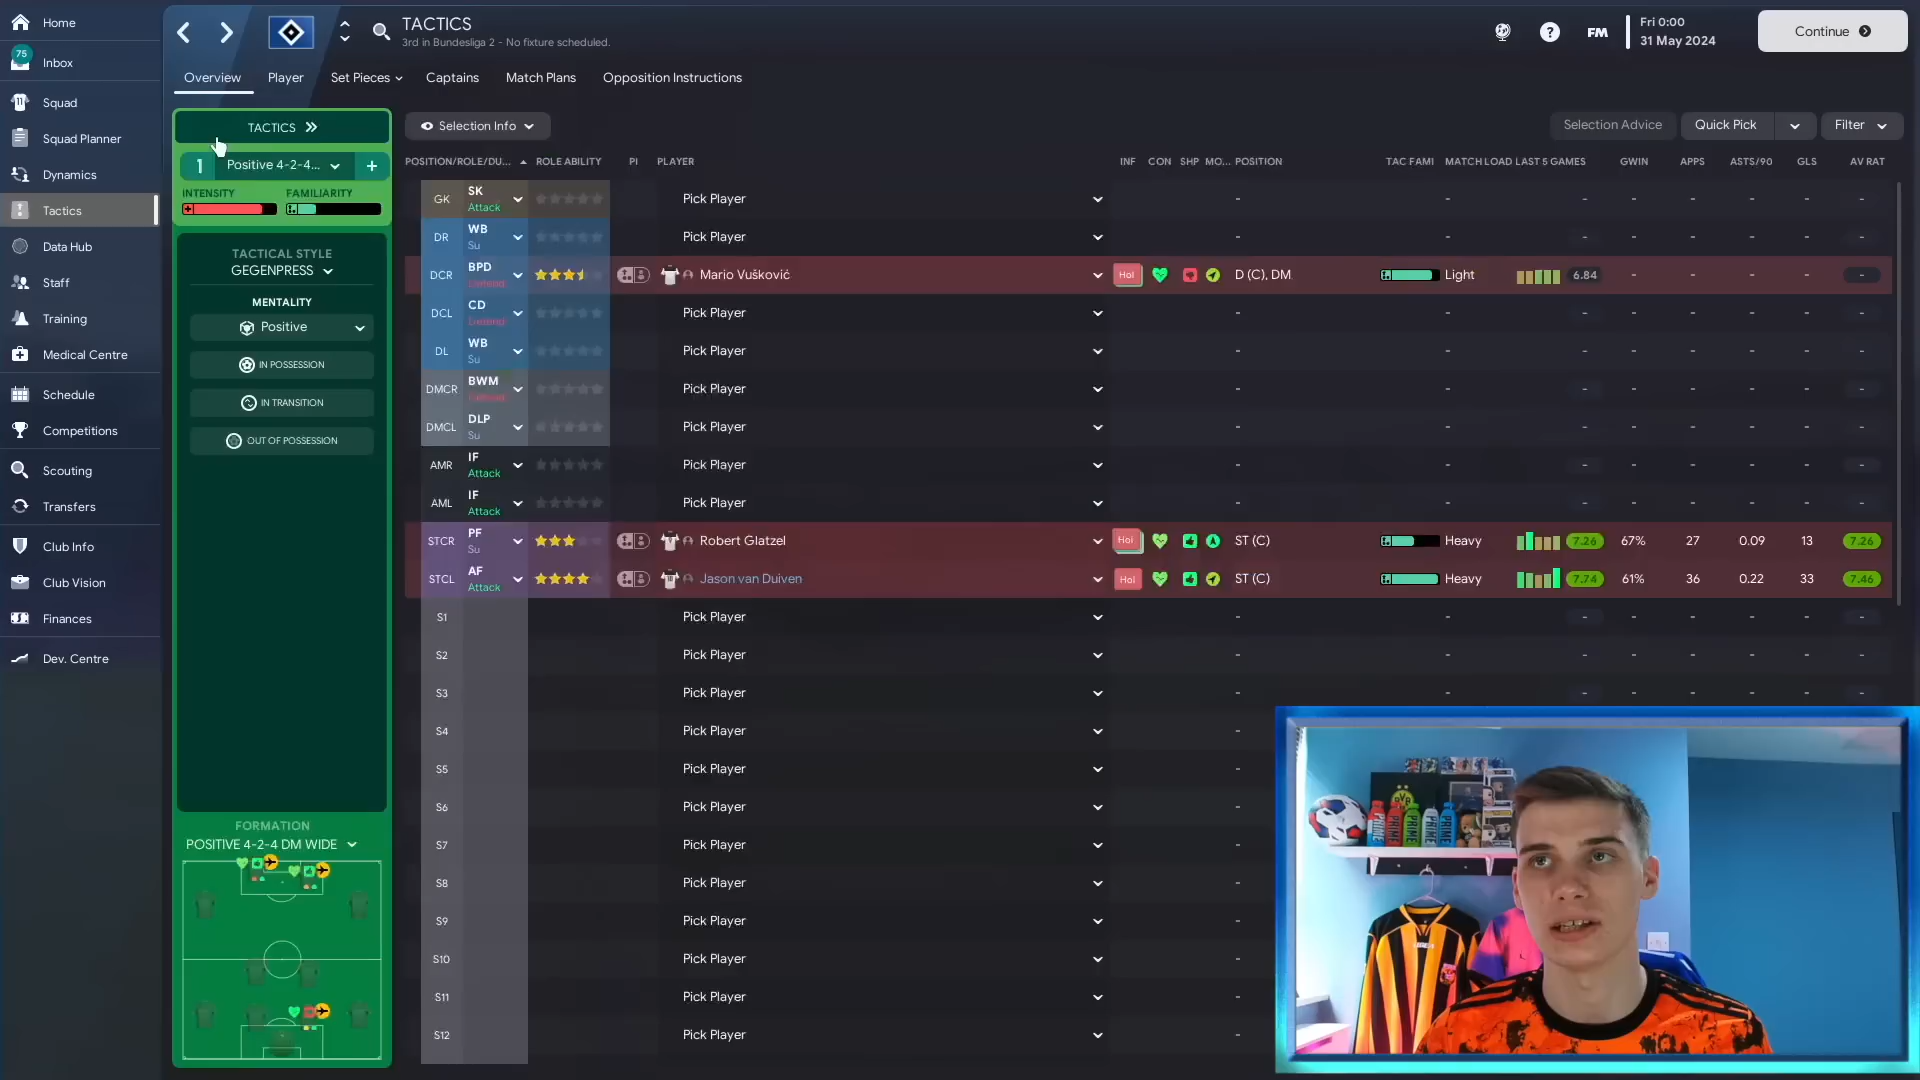 Home
75
Inbox
Squad
Squad Planner
Dynamics
Tactics
Data Hub
Staff
Training
Medical Centre
Schedule
Competitions
Scouting
Transfers
Club Info
Club Vision
Finances
Dev. Centre
TACTICS
3rd in Bundesliga 2 - No fixture scheduled.
FM
Fri 0:00
31 May 2024
Continue
Overview Player Set Pieces Captains Match Plans Opposition Instructions
TACTICS
1 Positive 4-2-4... +
INTENSITY FAMILIARITY
TACTICAL STYLE
GEGENPRESS
MENTALITY
Positive
IN POSSESSION
IN TRANSITION
OUT OF POSSESSION
FORMATION
POSITIVE 4-2-4 DM WIDE
Selection Info
Selection Advice Quick Pick Filter
POSITION/ROLE/DU... ROLE ABILITY PI PLAYER INF CON SHP MO... POSITION TAC FAMI MATCH LOAD LAST 5 GAMES GWIN APPS ASTS/90 GLS AV RAT
GK SK Attack Pick Player - - - - - - - -
DR WB Su Pick Player - - - - - - - -
DCR BPD Mario Vušković Hol D (C), DM Light 6.84 - - - - -
DCL CD Pick Player - - - - - - - -
DL WB Su Pick Player - - - - - - - -
DMCR BWM Pick Player - - - - - - - -
DMCL DLP Su Pick Player - - - - - - - -
AMR IF Attack Pick Player - - - - - - - -
AML IF Attack Pick Player - - - - - - - -
STCR PF Su Robert Glatzel Hol ST (C) Heavy 7.26 67% 27 0.09 13 7.26
STCL AF Attack Jason van Duiven Hol ST (C) Heavy 7.74 61% 36 0.22 33 7.46
S1 Pick Player - - - - - - - -
S2 Pick Player - - - - - - - -
S3 Pick Player - - - - - - - -
S4 Pick Player -
S5 Pick Player -
S6 Pick Player -
S7 Pick Player -
S8 Pick Player -
S9 Pick Player -
S10 Pick Player -
S11 Pick Player -
S12 Pick Player -
BVB
09
PRIME PRIME PRIME PRIME